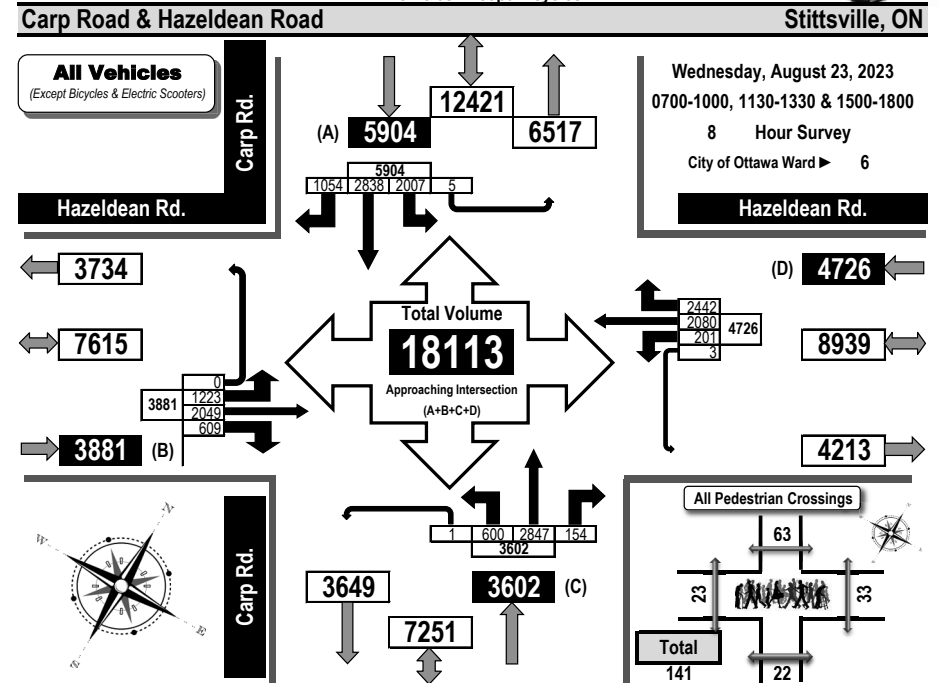 Carp Road & Hazeldean Road
Stittsville, ON
All Vehicles
(Except Bicycles & Electric Scooters)
Carp Rd.
Hazeldean Rd.
12421
(A) 5904
6517
5904
1054 2838 2007 5
Wednesday, August 23, 2023
0700-1000, 1130-1330 & 1500-1800
8 Hour Survey
City of Ottawa Ward ► 6
Hazeldean Rd.
3734
7615
3881 (B)
3881
0
1223
2049
609
Total Volume
18113
Approaching Intersection
(A+B+C+D)
2442
2080
201
3
4726
(D) 4726
8939
4213
N
W
E
S
Carp Rd.
1 600 2847 154
3602
3649
3602 (C)
7251
All Pedestrian Crossings
63
23
33
22
Total
141